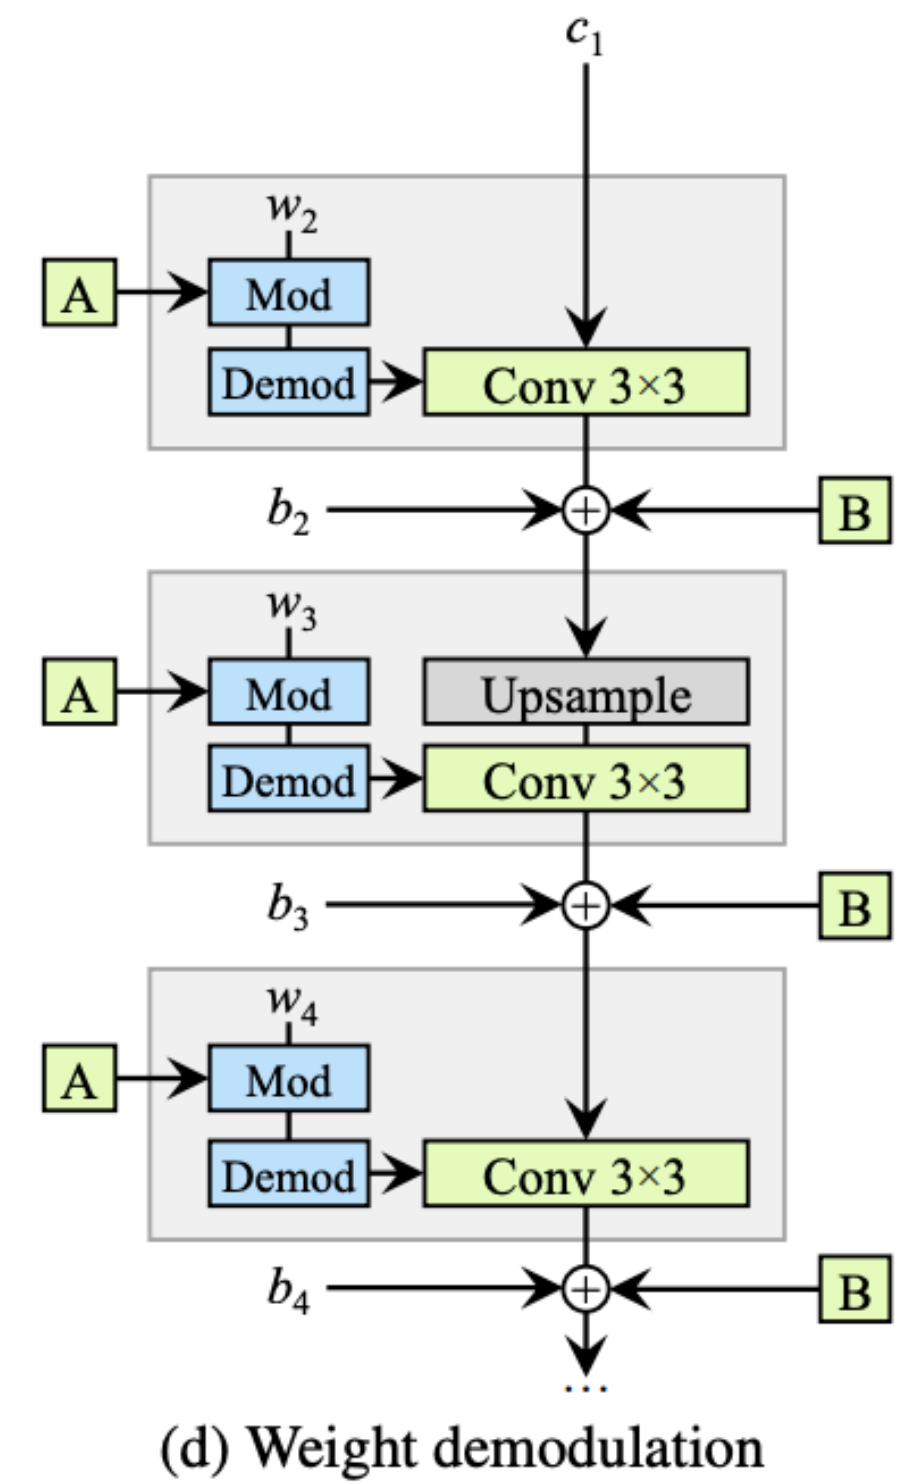 c₁
w₂
A Mod
Demod Conv 3×3
b₂ + B
w₃
A Mod Upsample
Demod Conv 3×3
b₃ + B
w₄
A Mod
Demod Conv 3×3
b₄ + B
...
(d) Weight demodulation